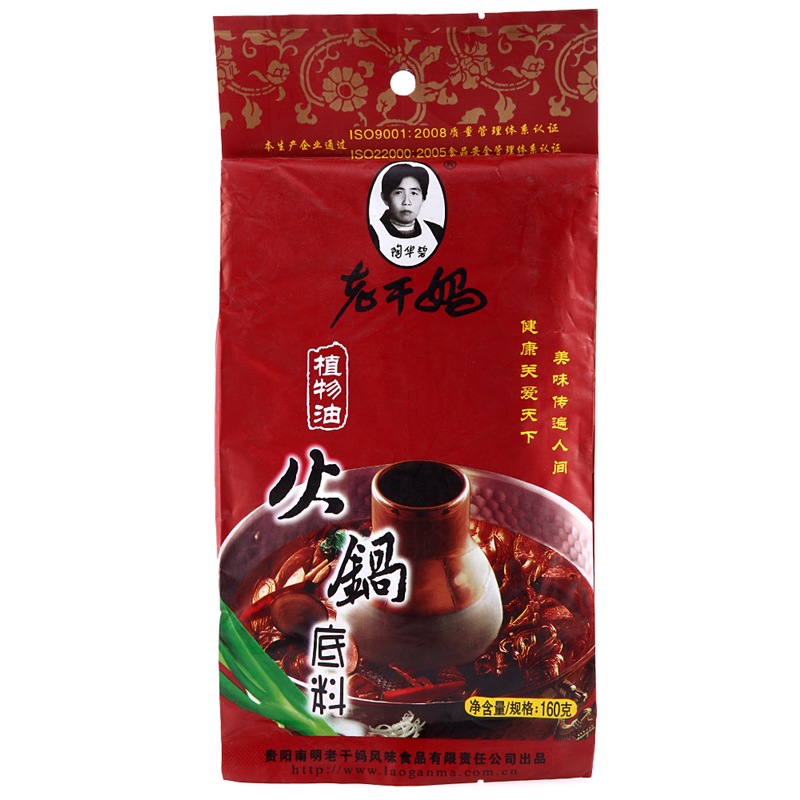 本生产企业通过
ISO9001:2008质量管理体系认证
ISO22000:2005食品安全管理体系认证
®
陶华碧
老干妈
健康关爱天下
美味传遍人间
植物油
火鍋
底料
净含量/规格:160克
贵阳南明老干妈风味食品有限责任公司出品
http://www.laoganma.com.cn